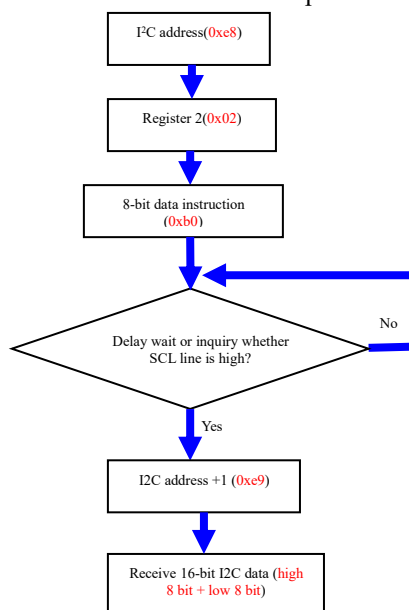 I²C address(0xe8)
Register 2(0x02)
8-bit data instruction
(0xb0)
Delay wait or inquiry whether
SCL line is high?
No
Yes
I2C address +1 (0xe9)
Receive 16-bit I2C data (high
8 bit + low 8 bit)